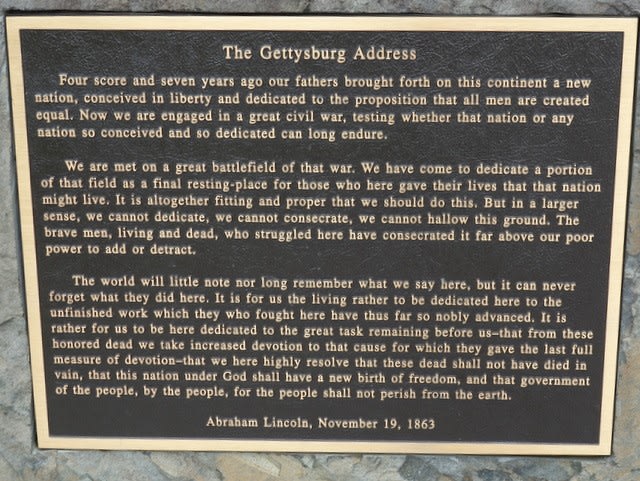 The Gettysburg Address
Four score and seven years ago our fathers brought forth on this continent a new
nation, conceived in liberty and dedicated to the proposition that all men are created
equal. Now we are engaged in a great civil war, testing whether that nation or any
nation so conceived and so dedicated can long endure.
We are met on a great battlefield of that war. We have come to dedicate a portion
of that field as a final resting-place for those who here gave their lives that that nation
might live. It is altogether fitting and proper that we should do this. But in a larger
sense, we cannot dedicate, we cannot consecrate, we cannot hallow this ground. The
brave men, living and dead, who struggled here have consecrated it far above our poor
power to add or detract.
The world will little note nor long remember what we say here, but it can never
forget what they did here. It is for us the living rather to be dedicated here to the
unfinished work which they who fought here have thus far so nobly advanced. It is
rather for us to be here dedicated to the great task remaining before us–that from these
honored dead we take increased devotion to that cause for which they gave the last full
measure of devotion–that we here highly resolve that these dead shall not have died in
vain, that this nation under God shall have a new birth of freedom, and that government
of the people, by the people, for the people shall not perish from the earth.
Abraham Lincoln, November 19, 1863